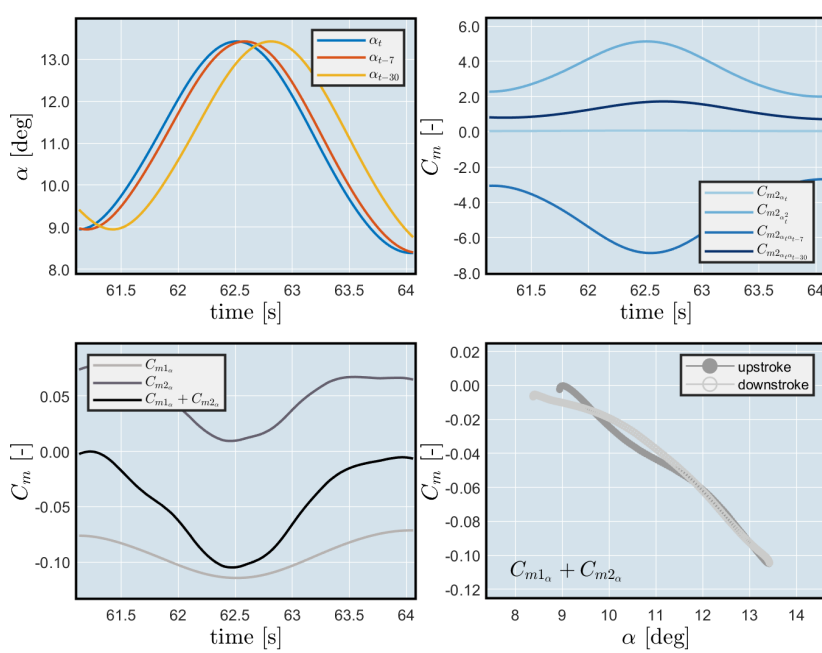 13.0
12.0
11.0
10.0
9.0
8.0
α [deg]
α_t
α_{t−7}
α_{t−30}
61.5 62 62.5 63 63.5 64
time [s]
6.0
4.0
2.0
0.0
-2.0
-4.0
-6.0
-8.0
C_m [-]
C_{m2_{α_t}}
C_{m2_{α_t^2}}
C_{m2_{α_tα_{t−7}}}
C_{m2_{α_tα_{t−30}}}
61.5 62 62.5 63 63.5 64
time [s]
0.05
0.00
-0.05
-0.10
C_m [-]
C_{m1_α}
C_{m2_α}
C_{m1_α} + C_{m2_α}
61.5 62 62.5 63 63.5 64
time [s]
0.02
0.00
-0.02
-0.04
-0.06
-0.08
-0.10
-0.12
C_m [-]
upstroke
downstroke
C_{m1_α} + C_{m2_α}
8 9 10 11 12 13 14
α [deg]